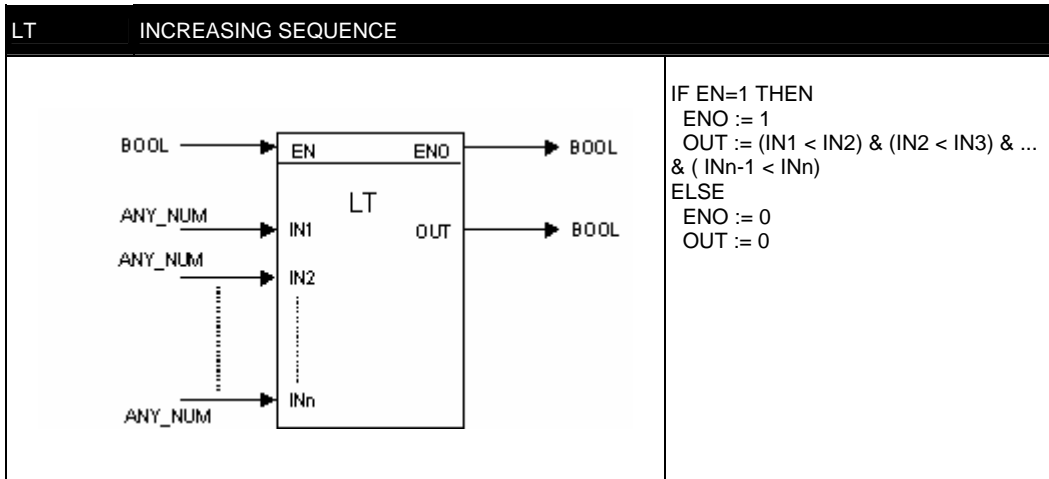 LT INCREASING SEQUENCE
BOOL EN ENO BOOL
LT
ANY_NUM IN1 OUT BOOL
ANY_NUM IN2
ANY_NUM INn
IF EN=1 THEN
ENO := 1
OUT := (IN1 < IN2) & (IN2 < IN3) & ...
& ( INn-1 < INn)
ELSE
ENO := 0
OUT := 0